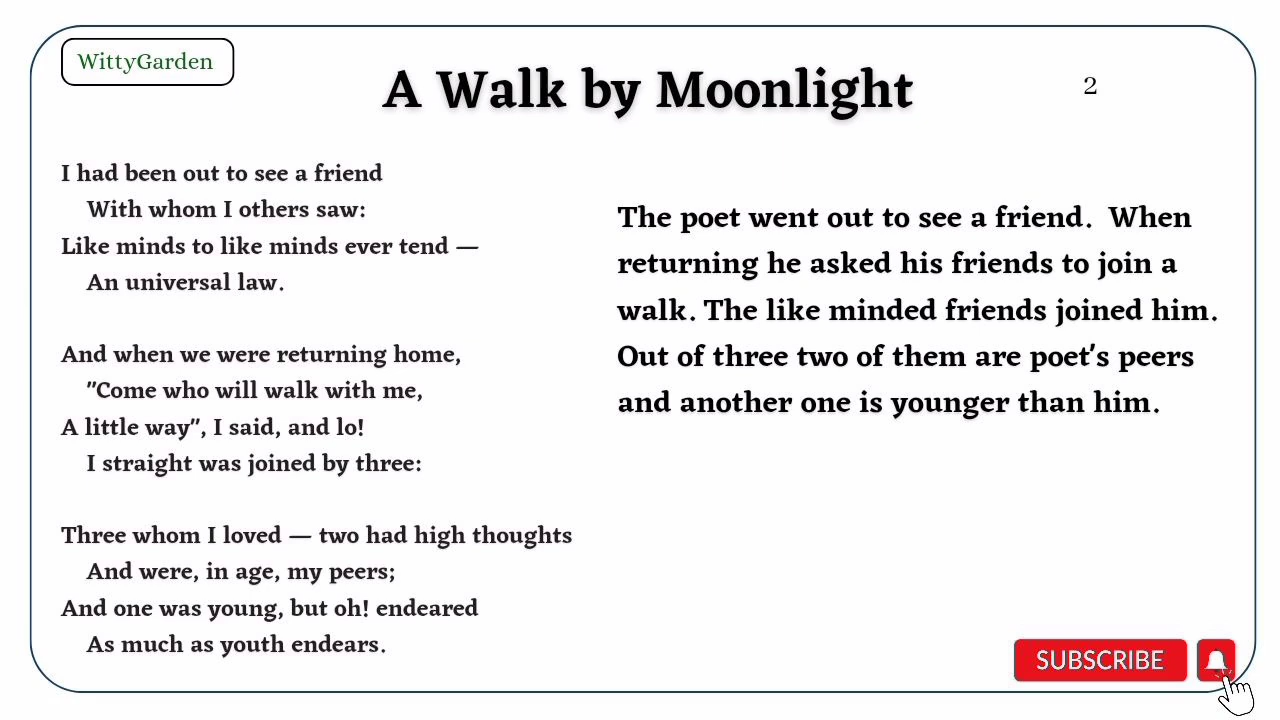 WittyGarden
A Walk by Moonlight
2
I had been out to see a friend
With whom I others saw:
Like minds to like minds ever tend —
An universal law.
And when we were returning home,
"Come who will walk with me,
A little way", I said, and lo!
I straight was joined by three:
Three whom I loved — two had high thoughts
And were, in age, my peers;
And one was young, but oh! endeared
As much as youth endears.
The poet went out to see a friend.  When
returning he asked his friends to join a
walk. The like minded friends joined him.
Out of three two of them are poet's peers
and another one is younger than him.
SUBSCRIBE